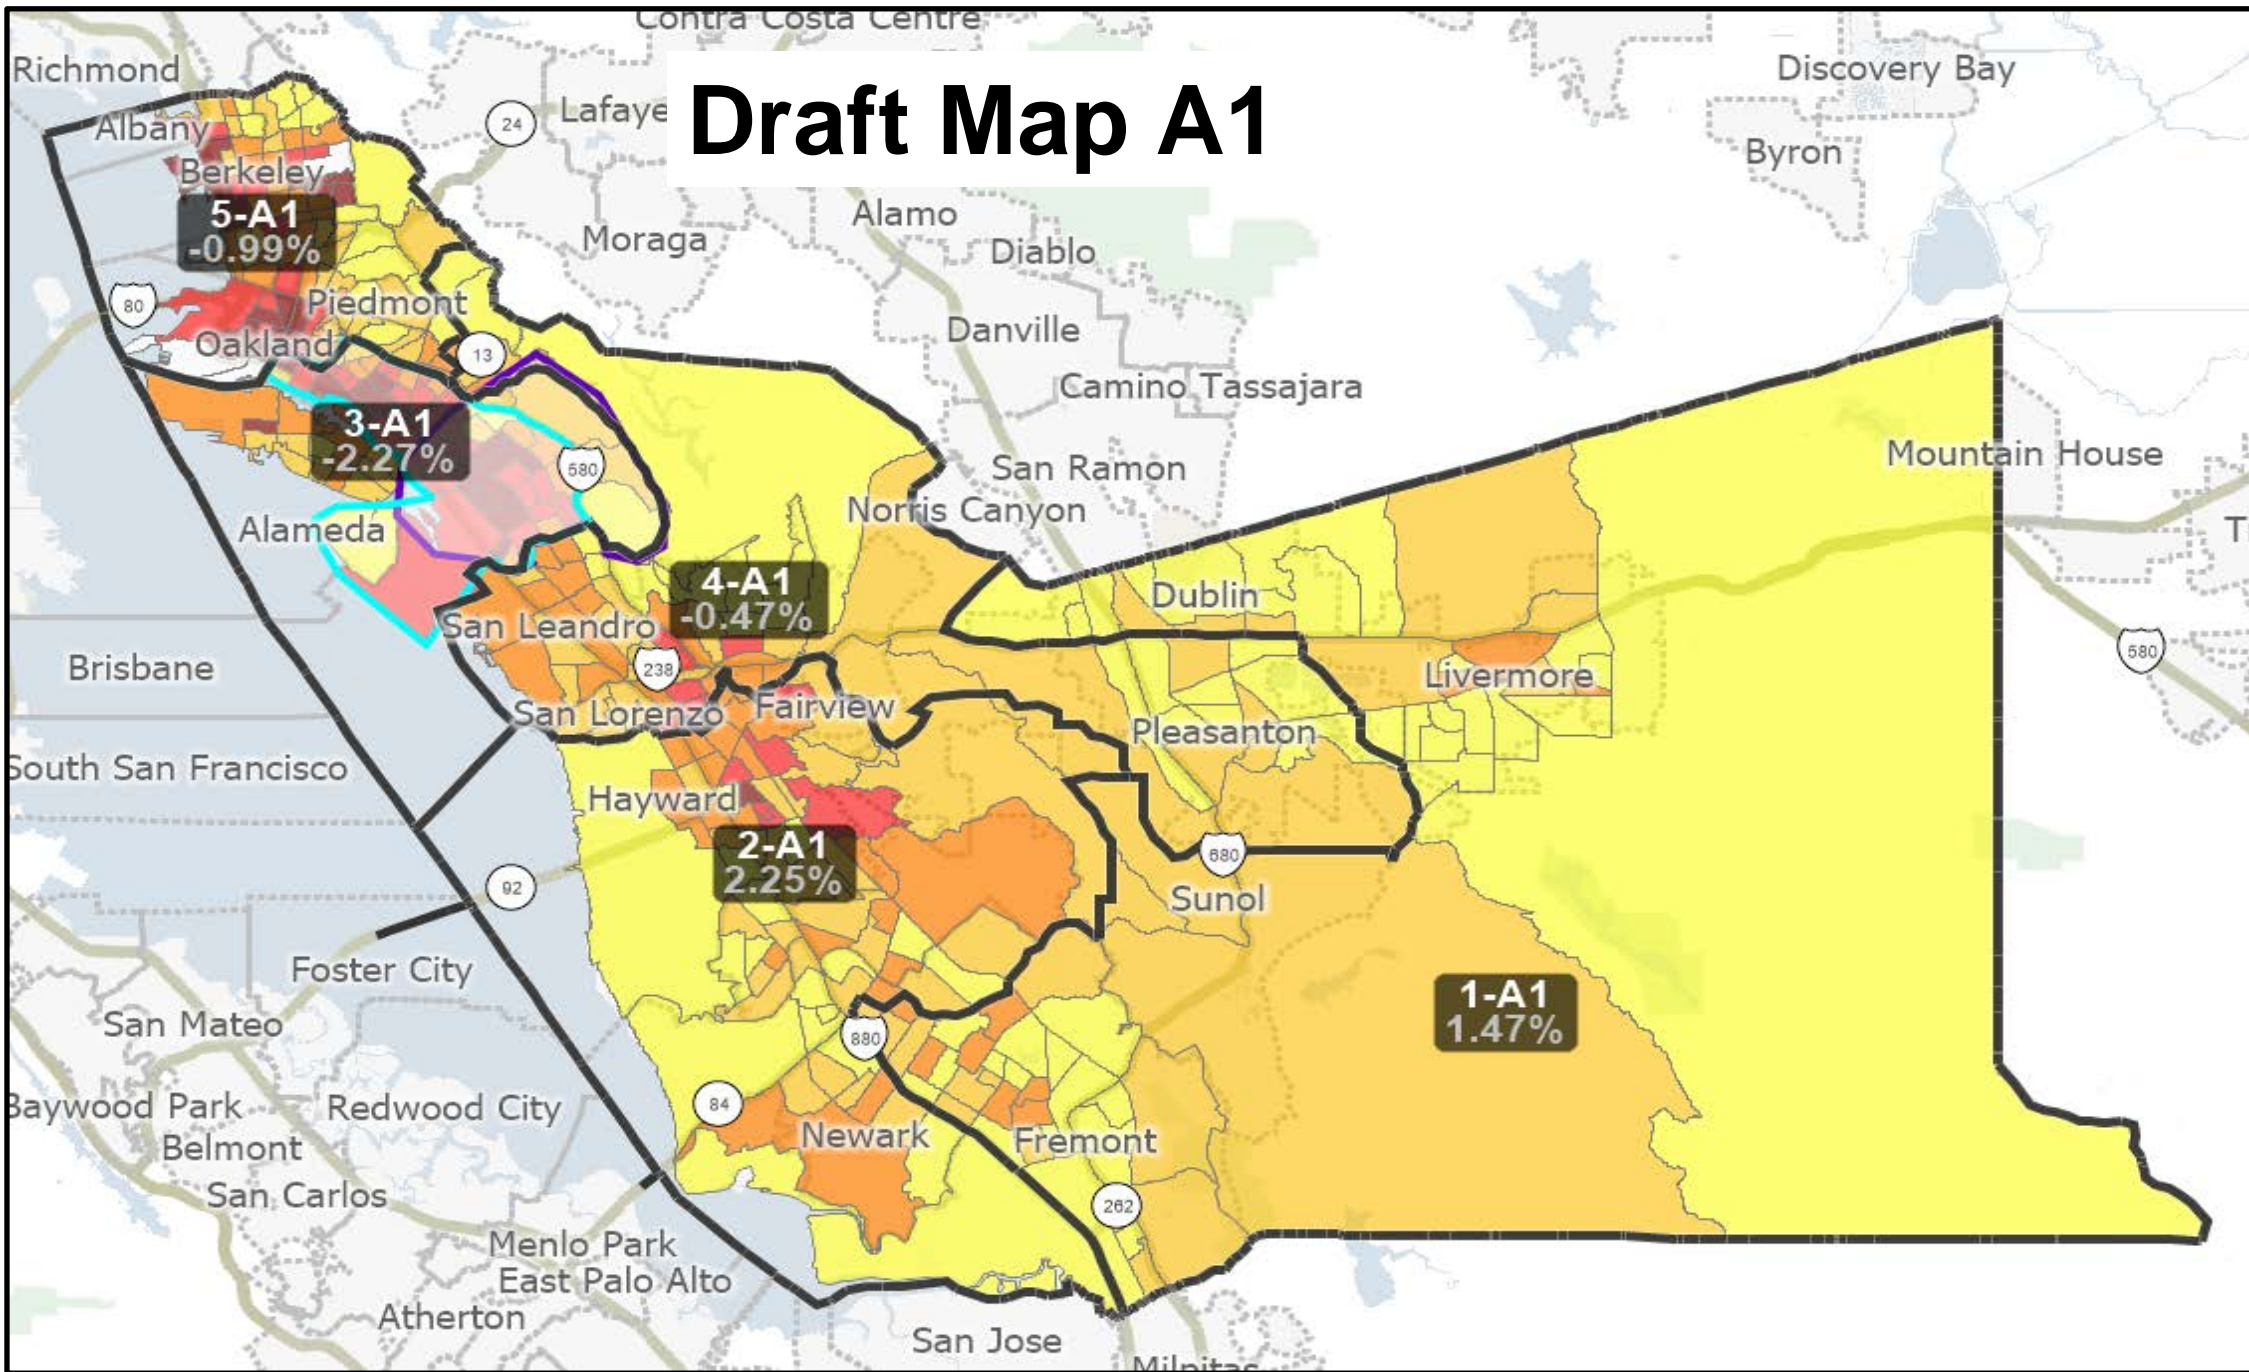 Contra Costa Centre
Richmond
Discovery Bay
Draft Map A1
Lafaye
24
Albany
Byron
Berkeley
5-A1
-0.99%
Alamo
Moraga
Diablo
80
Piedmont
Danville
Oakland
13
Camino Tassajara
3-A1
-2.27%
580
San Ramon
Mountain House
Norris Canyon
Alameda
4-A1
-0.47%
Dublin
San Leandro
580
Brisbane
238
Livermore
San Lorenzo
Fairview
Pleasanton
South San Francisco
Hayward
2-A1
2.25%
680
92
Sunol
Foster City
1-A1
1.47%
San Mateo
880
Baywood Park
Redwood City
84
Belmont
Newark
Fremont
San Carlos
262
Menlo Park
East Palo Alto
Atherton
San Jose
Milpitas